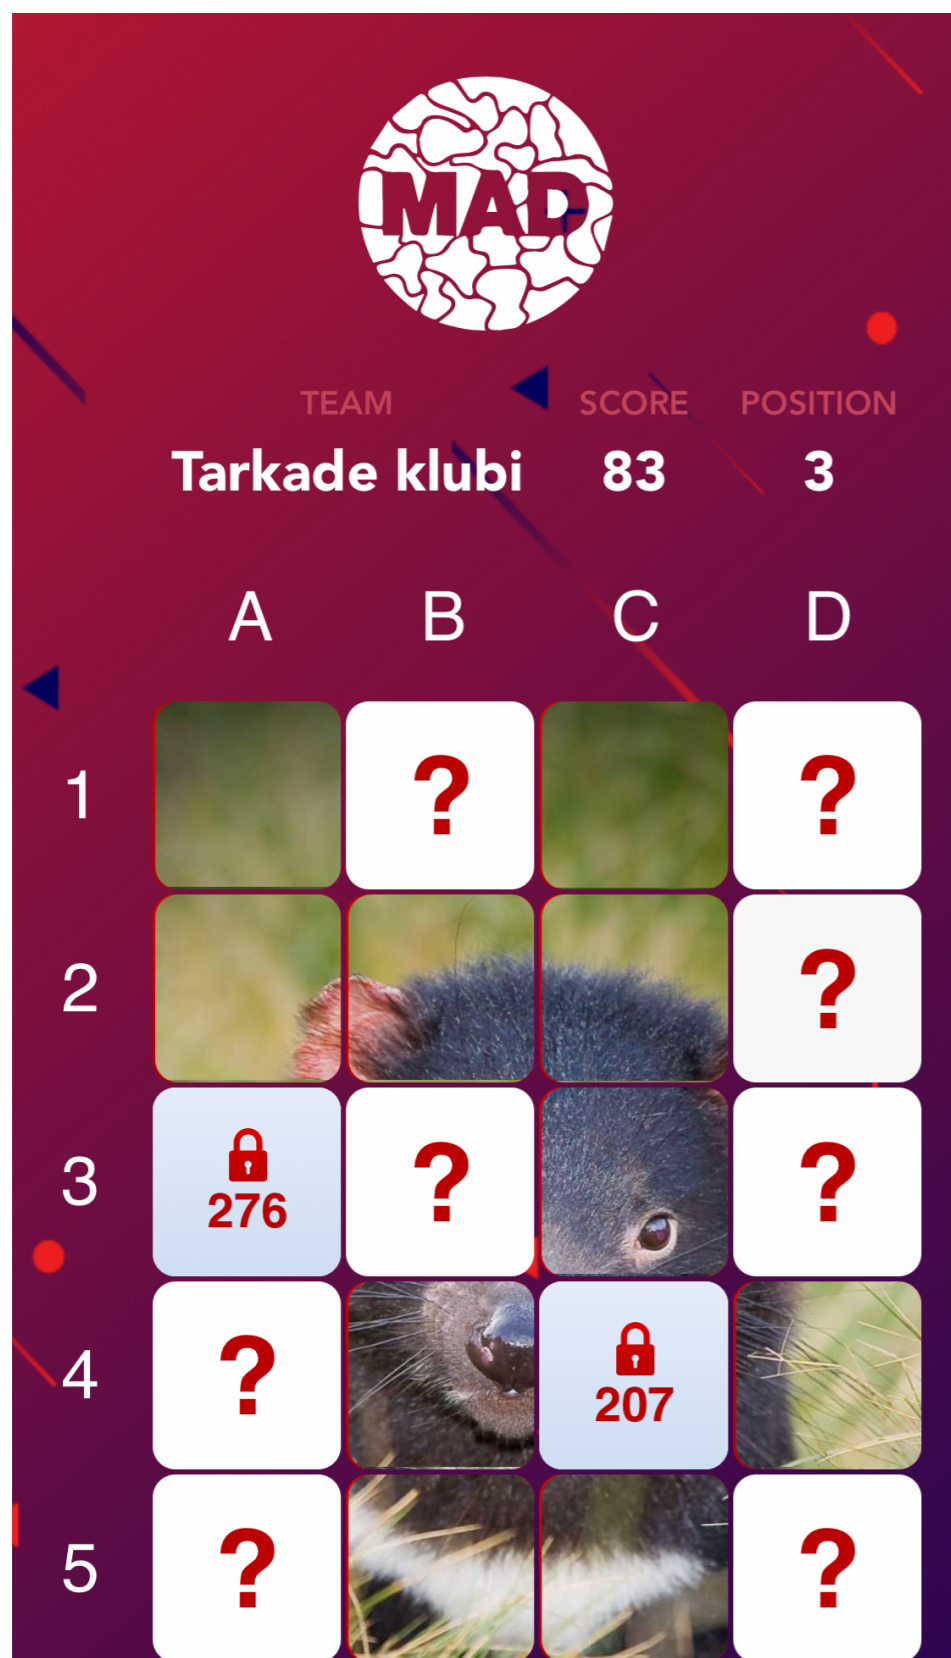 MAD
TEAM SCORE POSITION
Tarkade klubi 83 3
A B C D
1 ? ?
2 ?
3 276 ? ?
4 ? 207
5 ? ?